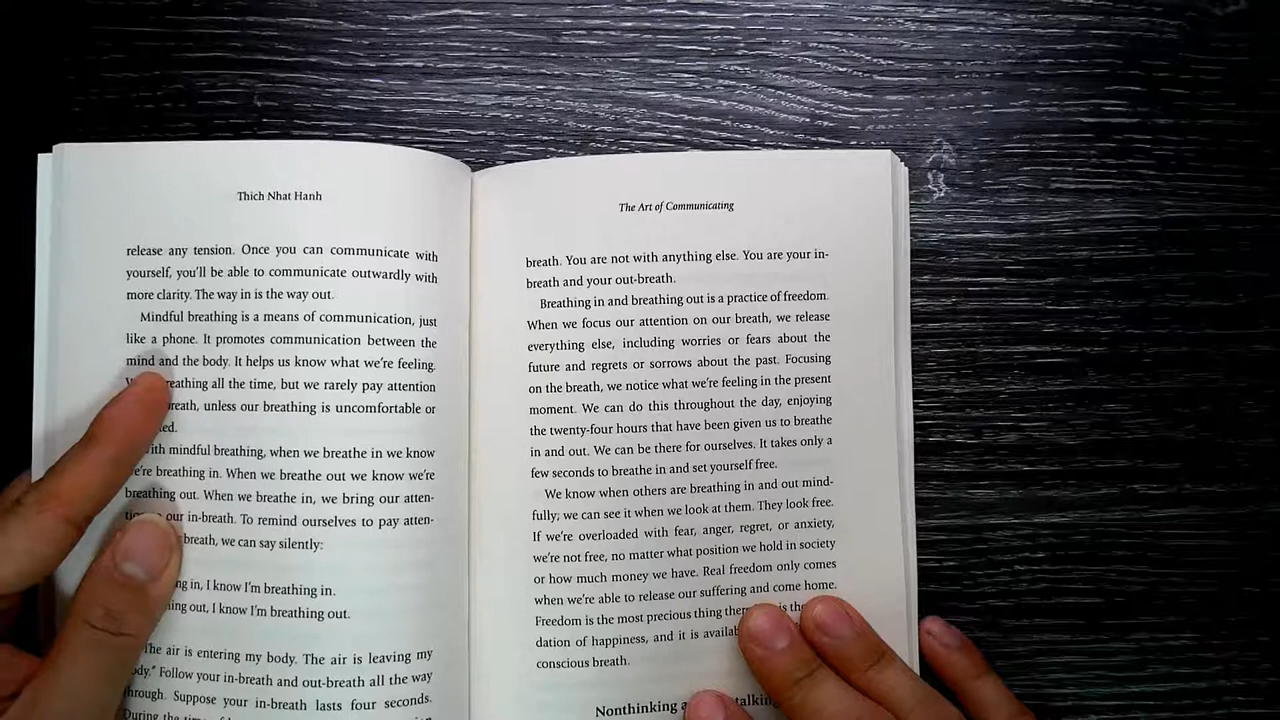 Thich Nhat Hanh
release any tension. Once you can communicate with
yourself, you'll be able to communicate outwardly with
more clarity. The way in is the way out.
Mindful breathing is a means of communication, just
like a phone. It promotes communication between the
mind and the body. It helps us know what we're feeling.
all the time, but we rarely pay attention
unless our breathing is uncomfortable or
mindful breathing, when we breathe in we know
breathing in. When we breathe out we know we're
breathing out. When we breathe in, we bring our atten-
our in-breath. To remind ourselves to pay atten-
breath, we can say silently:
in, I know I'm breathing in.
out, I know I'm breathing out.
The air is entering my body. The air is leaving my
Follow your in-breath and out-breath all the way
through. Suppose your in-breath lasts four seconds.
During the
The Art of Communicating
breath. You are not with anything else. You are your in-
breath and your out-breath.
Breathing in and breathing out is a practice of freedom.
When we focus our attention on our breath, we release
everything else, including worries or fears about the
future and regrets or sorrows about the past. Focusing
on the breath, we notice what we're feeling in the present
moment. We can do this throughout the day, enjoying
the twenty-four hours that have been given us to breathe
in and out. We can be there for ourselves. It takes only a
few seconds to breathe in and set yourself free.
We know when others are breathing in and out mind-
fully; we can see it when we look at them. They look free.
If we're overloaded with fear, anger, regret, or anxiety,
we're not free, no matter what position we hold in society
or how much money we have. Real freedom only comes
when we're able to release our suffering and come home.
Freedom is the most precious thing is
dation of happiness, and it is
conscious breath.
Nonthinking talking